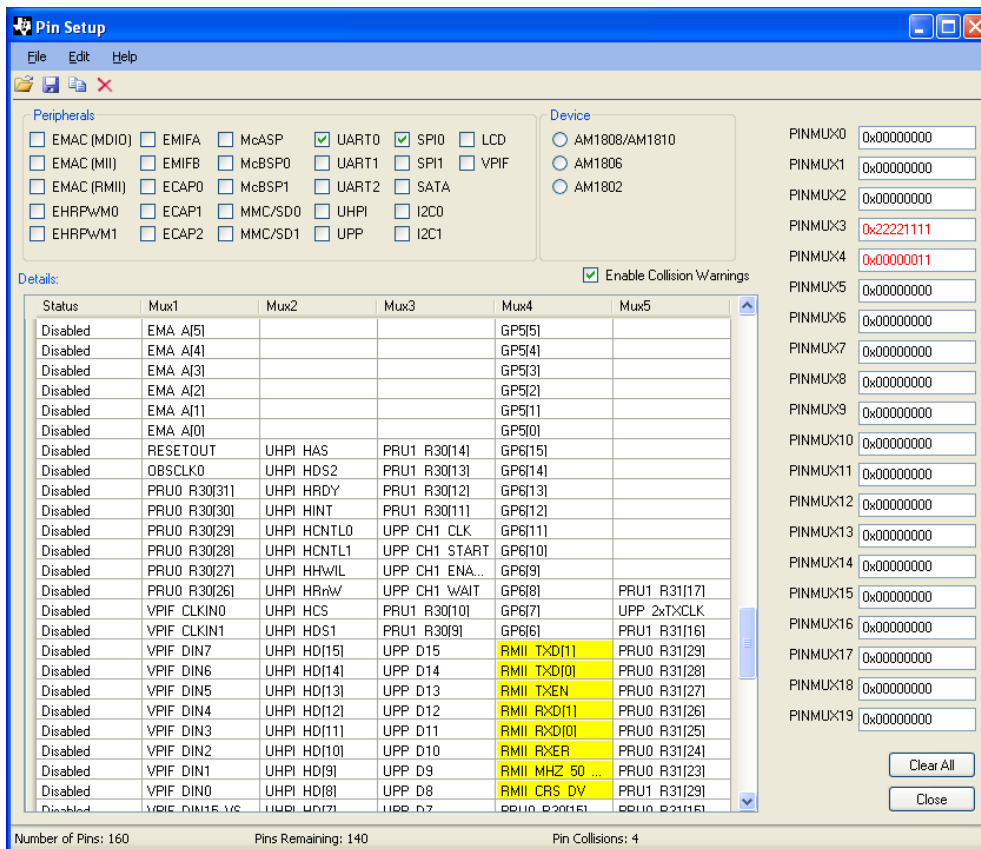 Pin Setup
File Edit Help
Peripherals
EMAC (MDIO) EMIFA McASP UART0 SPI0 LCD
EMAC (MII) EMIFB McBSP0 UART1 SPI1 VPIF
EMAC (RMII) ECAP0 McBSP1 UART2 SATA
EHRPWM0 ECAP1 MMC/SD0 UHPI I2C0
EHRPWM1 ECAP2 MMC/SD1 UPP I2C1
Device
AM1808/AM1810
AM1806
AM1802
Enable Collision Warnings
Details:
Status Mux1 Mux2 Mux3 Mux4 Mux5
Disabled EMA A[5] GP5[5]
Disabled EMA A[4] GP5[4]
Disabled EMA A[3] GP5[3]
Disabled EMA A[2] GP5[2]
Disabled EMA A[1] GP5[1]
Disabled EMA A[0] GP5[0]
Disabled RESETOUT UHPI HAS PRU1 R30[14] GP6[15]
Disabled OBSCLK0 UHPI HDS2 PRU1 R30[13] GP6[14]
Disabled PRU0 R30[31] UHPI HRDY PRU1 R30[12] GP6[13]
Disabled PRU0 R30[30] UHPI HINT PRU1 R30[11] GP6[12]
Disabled PRU0 R30[29] UHPI HCNTL0 UPP CH1 CLK GP6[11]
Disabled PRU0 R30[28] UHPI HCNTL1 UPP CH1 START GP6[10]
Disabled PRU0 R30[27] UHPI HHWIL UPP CH1 ENA... GP6[9]
Disabled PRU0 R30[26] UHPI HRnW UPP CH1 WAIT GP6[8] PRU1 R31[17]
Disabled VPIF CLKIN0 UHPI HCS PRU1 R30[10] GP6[7] UPP 2xTXCLK
Disabled VPIF CLKIN1 UHPI HDS1 PRU1 R30[9] GP6[6] PRU1 R31[16]
Disabled VPIF DIN7 UHPI HD[15] UPP D15 RMII TXD[1] PRU0 R31[29]
Disabled VPIF DIN6 UHPI HD[14] UPP D14 RMII TXD[0] PRU0 R31[28]
Disabled VPIF DIN5 UHPI HD[13] UPP D13 RMII TXEN PRU0 R31[27]
Disabled VPIF DIN4 UHPI HD[12] UPP D12 RMII RXD[1] PRU0 R31[26]
Disabled VPIF DIN3 UHPI HD[11] UPP D11 RMII RXD[0] PRU0 R31[25]
Disabled VPIF DIN2 UHPI HD[10] UPP D10 RMII RXER PRU0 R31[24]
Disabled VPIF DIN1 UHPI HD[9] UPP D9 RMII MHZ 50 ... PRU0 R31[23]
Disabled VPIF DIN0 UHPI HD[8] UPP D8 RMII CRS DV PRU1 R31[29]
Disabled VPIF DIN15 VS UHPI HD[7] UPP D7 PRU0 R30[15] PRU0 R31[15]
PINMUX0 0x00000000
PINMUX1 0x00000000
PINMUX2 0x00000000
PINMUX3 0x22221111
PINMUX4 0x00000011
PINMUX5 0x00000000
PINMUX6 0x00000000
PINMUX7 0x00000000
PINMUX8 0x00000000
PINMUX9 0x00000000
PINMUX10 0x00000000
PINMUX11 0x00000000
PINMUX12 0x00000000
PINMUX13 0x00000000
PINMUX14 0x00000000
PINMUX15 0x00000000
PINMUX16 0x00000000
PINMUX17 0x00000000
PINMUX18 0x00000000
PINMUX19 0x00000000
Clear All
Close
Number of Pins: 160 Pins Remaining: 140 Pin Collisions: 4